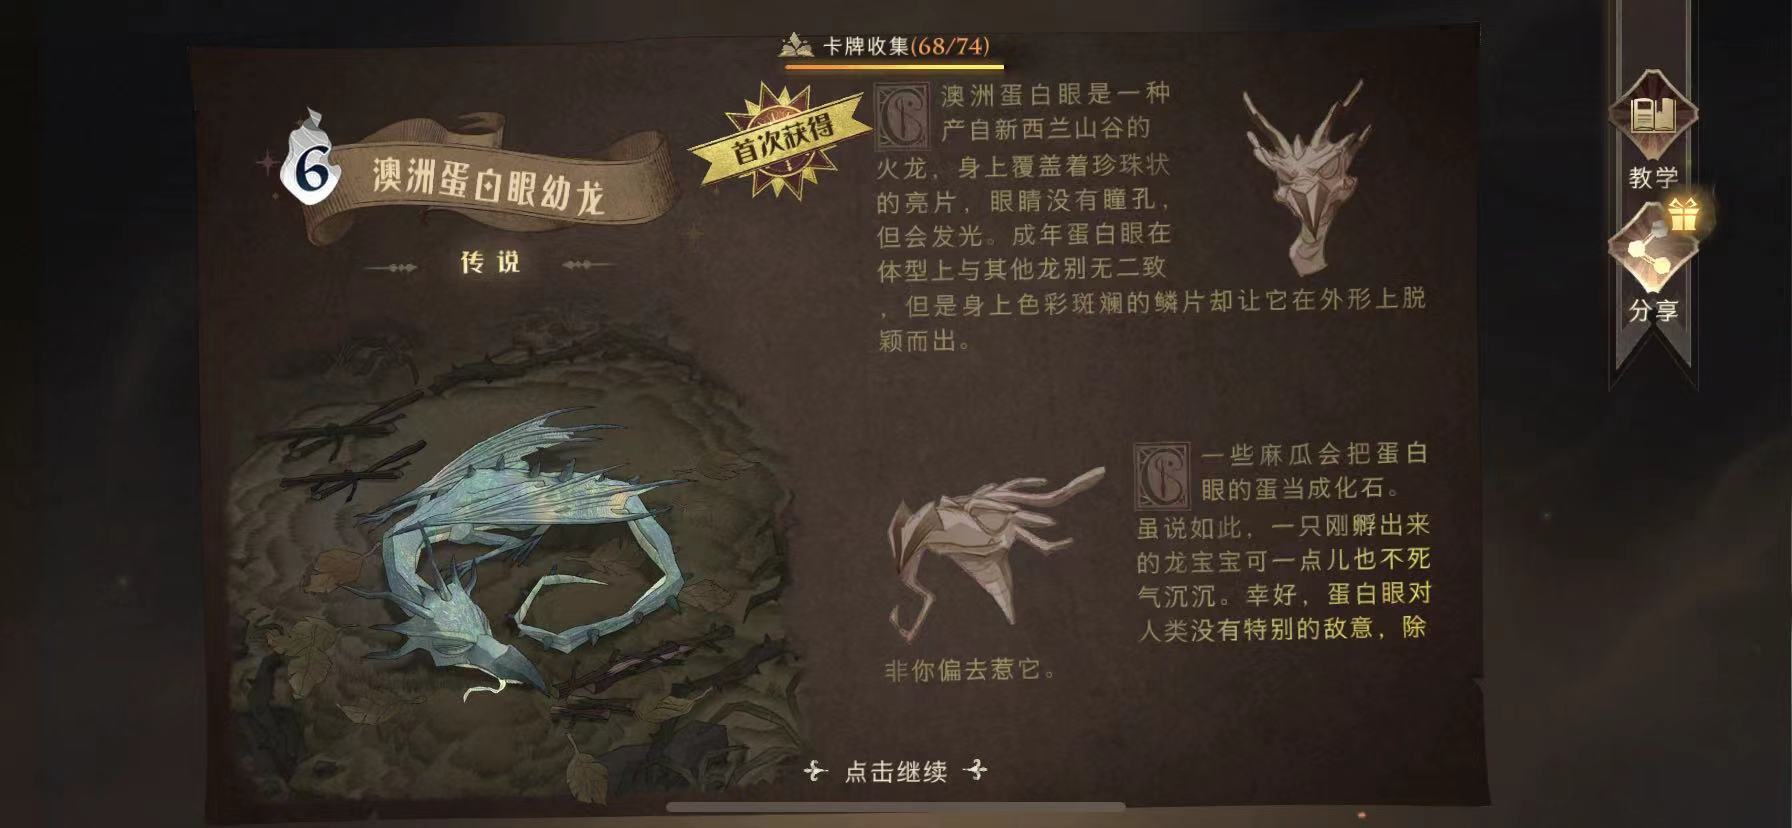 卡牌收集(68/74)
6
澳洲蛋白眼幼龙
传说
首次获得
澳洲蛋白眼是一种
产自新西兰山谷的
火龙，身上覆盖着珍珠状
的亮片，眼睛没有瞳孔，
但会发光。成年蛋白眼在
体型上与其他龙别无二致
，但是身上色彩斑斓的鳞片却让它在外形上脱
颖而出。
一些麻瓜会把蛋白
眼的蛋当成化石。
虽说如此，一只刚孵出来
的龙宝宝可一点儿也不死
气沉沉。幸好，蛋白眼对
人类没有特别的敌意，除
非你偏去惹它。
点击继续
教学
分享